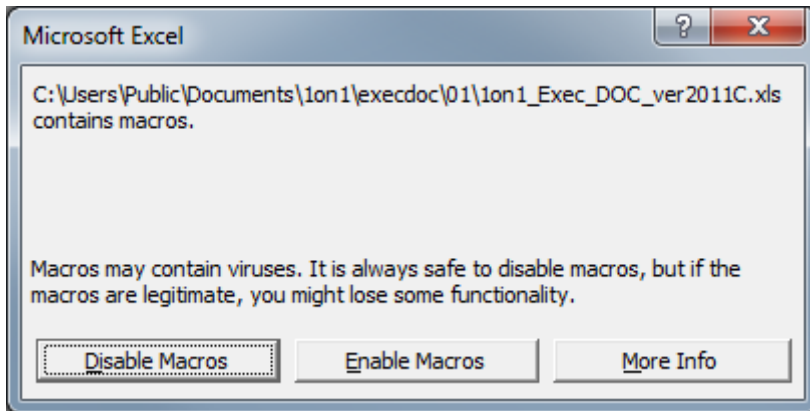 Microsoft Excel
C:\Users\Public\Documents\1on1\execdoc\01\1on1_Exec_DOC_ver2011C.xls
contains macros.
Macros may contain viruses. It is always safe to disable macros, but if the
macros are legitimate, you might lose some functionality.
Disable Macros Enable Macros More Info